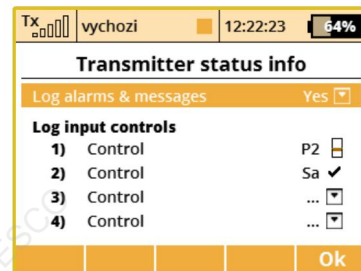 Tx vychozi 12:22:23 64%
Transmitter status info
Log alarms & messages Yes
Log input controls
1) Control P2
2) Control Sa
3) Control ...
4) Control ...
Ok